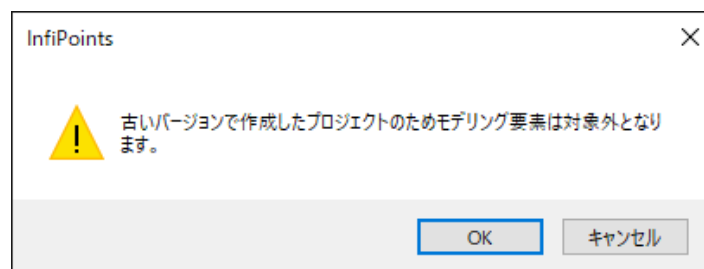 InfiPoints
古いバージョンで作成したプロジェクトのためモデリング要素は対象外となり
ます。
OK
キャンセル